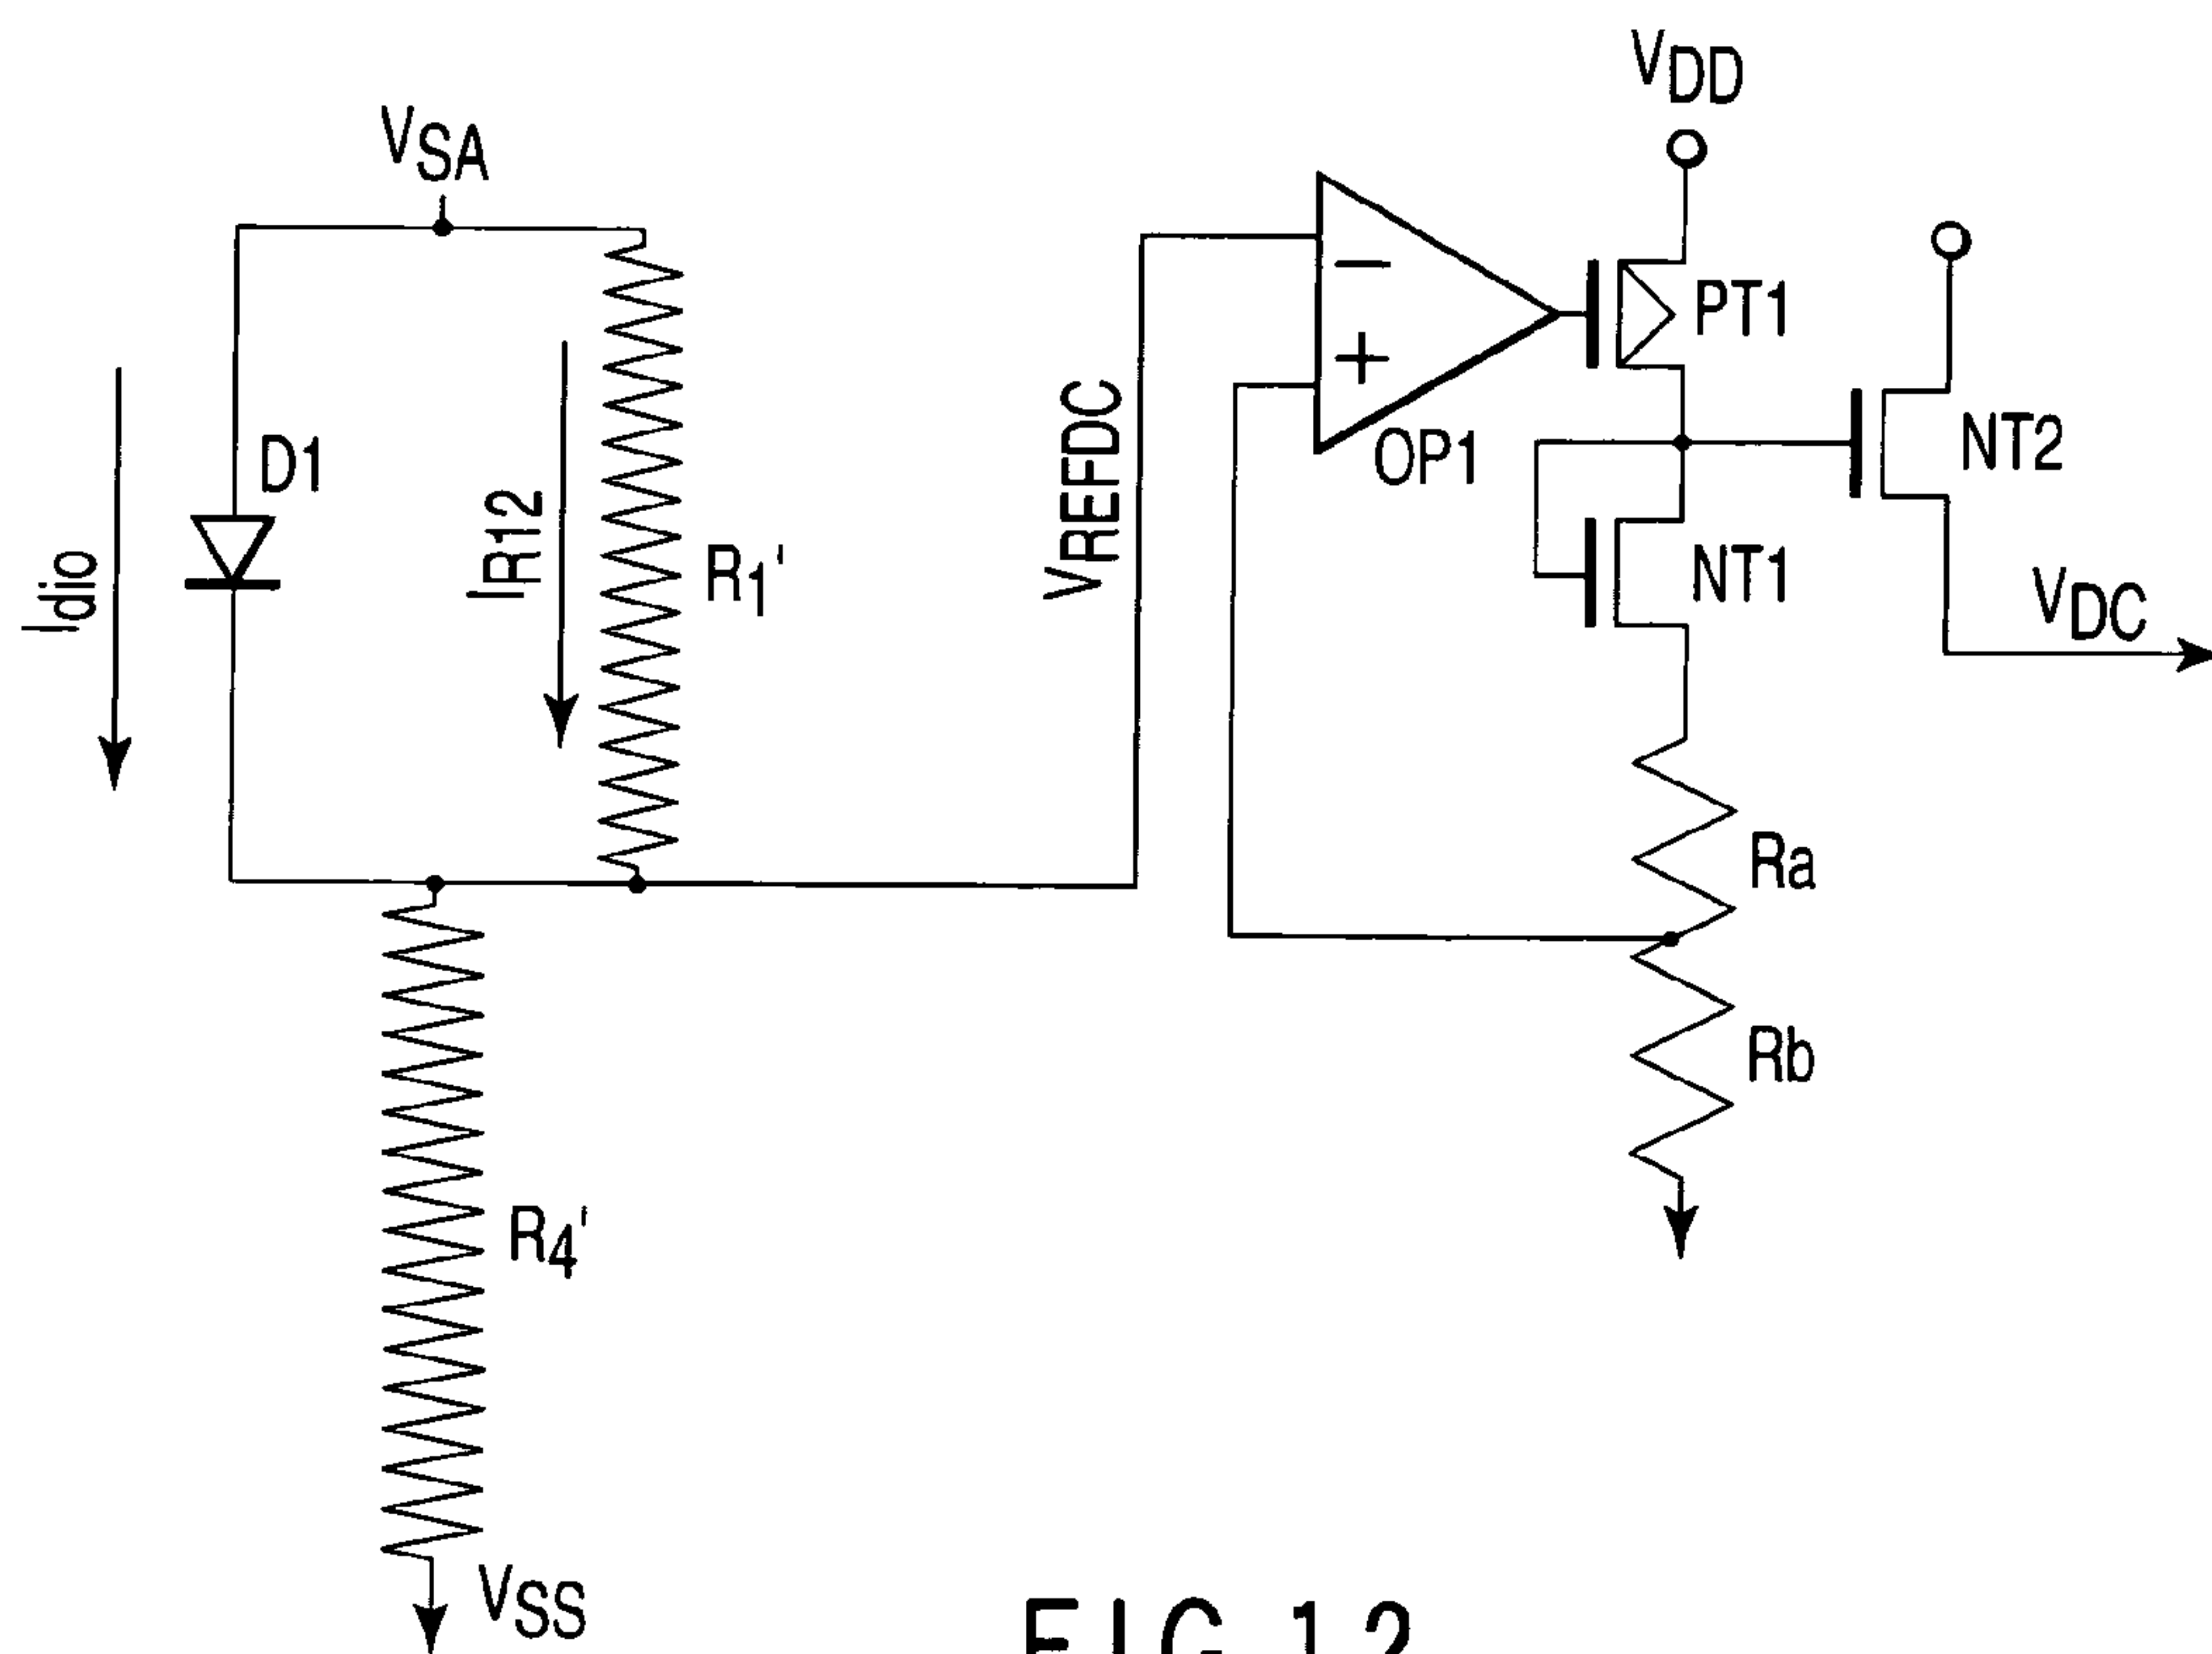 VDD
VSA
PT1
D1
OP1
NT2
IR12
VREFDC
Idio
R1'
NT1
VDC
Ra
Rb
R4'
VSS
FIG.12